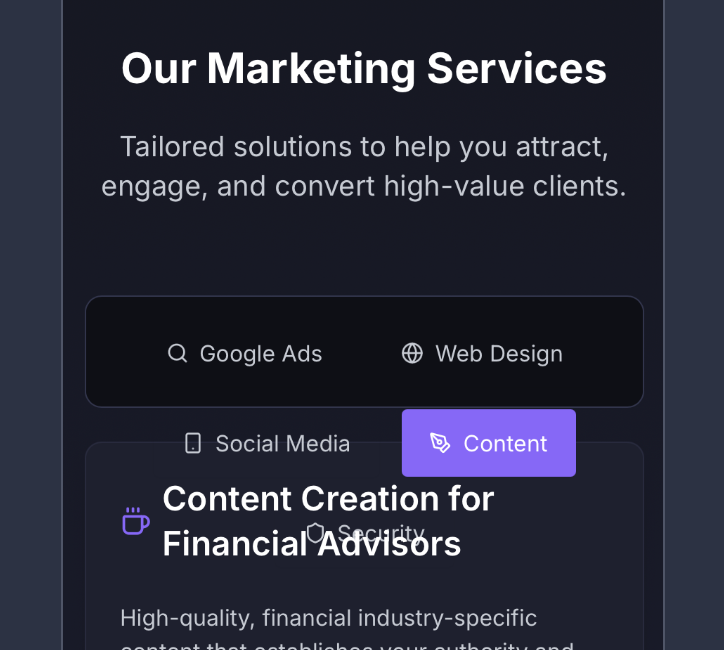 Our Marketing Services
Tailored solutions to help you attract,
engage, and convert high-value clients.
Google Ads
Web Design
Social Media
Content
Content Creation for
Security
Financial Advisors
High-quality, financial industry-specific
content that establishes your authority and